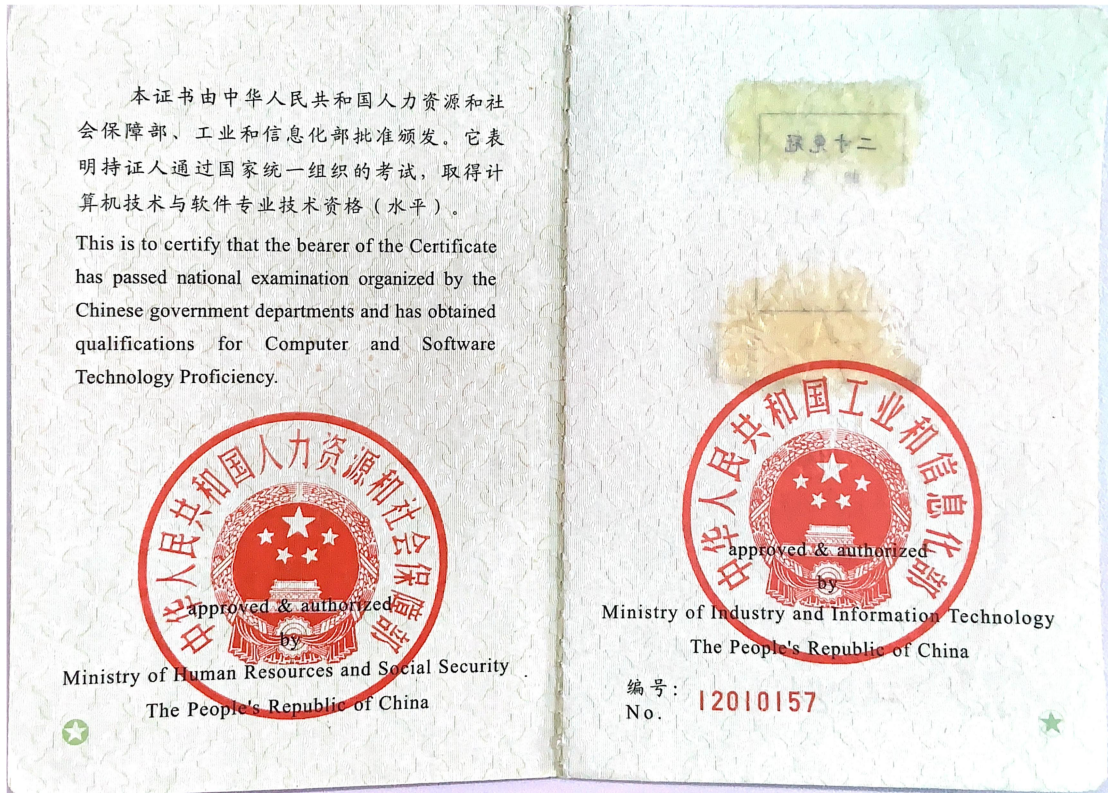 本证书由中华人民共和国人力资源和社
会保障部、工业和信息化部批准颁发。它表
明持证人通过国家统一组织的考试，取得计
算机技术与软件专业技术资格（水平）。
This is to certify that the bearer of the Certificate
has passed national examination organized by the
Chinese government departments and has obtained
qualifications for Computer and Software
Technology Proficiency.
中华人民共和国人力资源和社会保障部
approved & authorized
by
Ministry of Human Resources and Social Security
The People's Republic of China
二寸免冠
中华人民共和国工业和信息化部
approved & authorized
by
Ministry of Industry and Information Technology
The People's Republic of China
编号：
No. 12010157